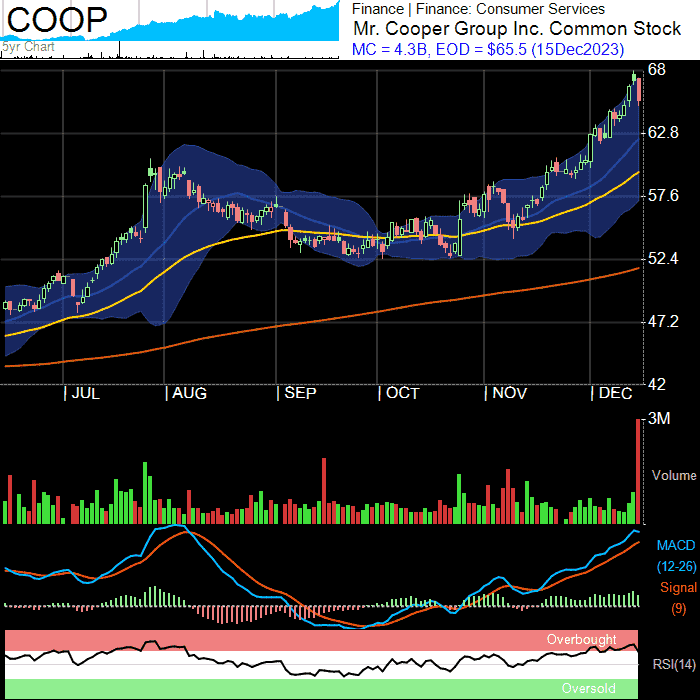 COOP
5yr Chart
Finance | Finance: Consumer Services
Mr. Cooper Group Inc. Common Stock
MC = 4.3B, EOD = $65.5 (15Dec2023)
68
62.8
57.6
52.4
47.2
42
| JUL | AUG | SEP | OCT | NOV | DEC
3M
Volume
MACD
(12-26)
Signal
(9)
Overbought
RSI(14)
Oversold